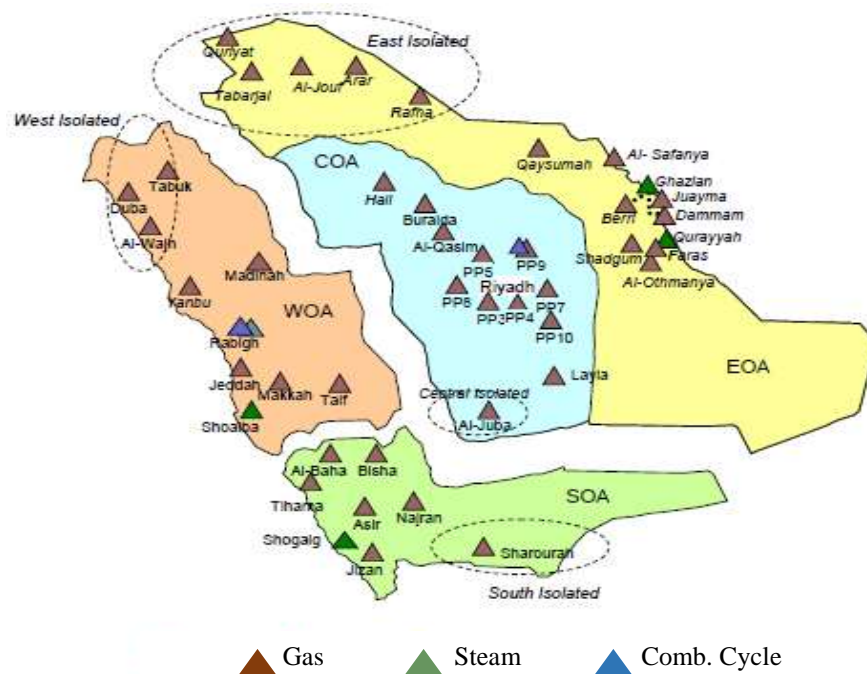 East Isolated
Quriyat
Tabarjal
Al-Jouf
Arar
Rafha
West Isolated
Tabuk
Duba
Al-Wajh
COA
Hail
Qaysumah
Al- Safanya
Ghazlan
Juayma
Berri
Dammam
Buraida
Al-Qasim
Qurayyah
Shadgum
Faras
Al-Othmanya
PP5
PP9
Madinah
Yanbu
WOA
Riyadh
PP8
PP3
PP4
PP7
PP10
Rabigh
EOA
Jeddah
Makkah
Taif
Layla
Central Isolated
Al-Juba
Shoaiba
Al-Baha
Bisha
SOA
Tihama
Asir
Najran
Shogaig
Jizan
Sharourah
South Isolated
Gas
Steam
Comb. Cycle